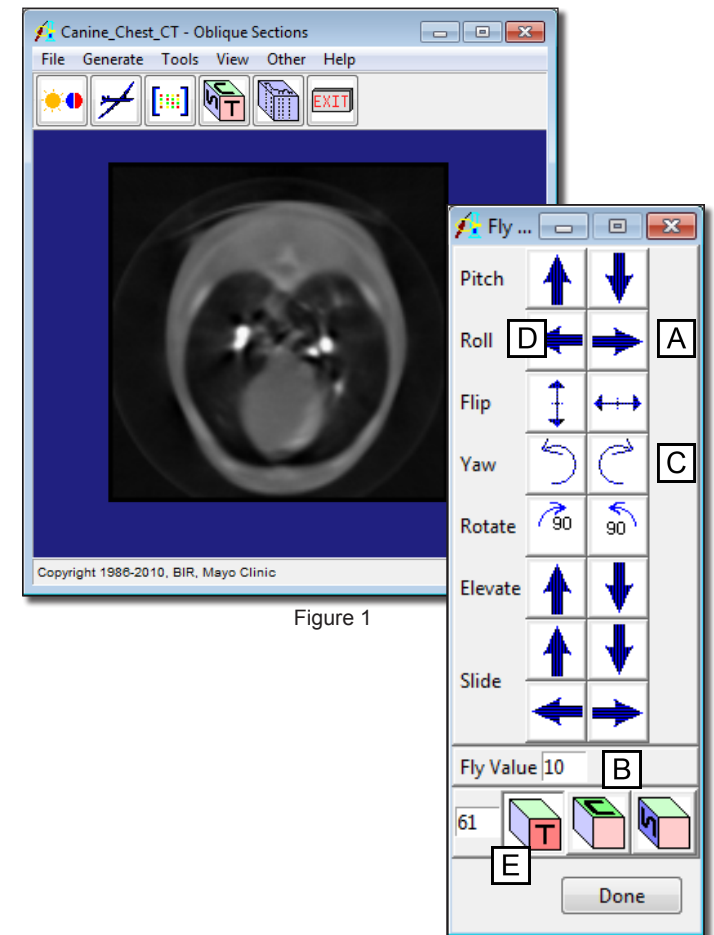 Canine_Chest_CT - Oblique Sections
File Generate Tools View Other Help
S U T
EXIT
Copyright 1986-2010, BIR, Mayo Clinic
Figure 1
Fly ...
Pitch
Roll D A
Flip
Yaw C
Rotate 90 90
Elevate
Slide
Fly Value 10 B
61 T U S
E
Done